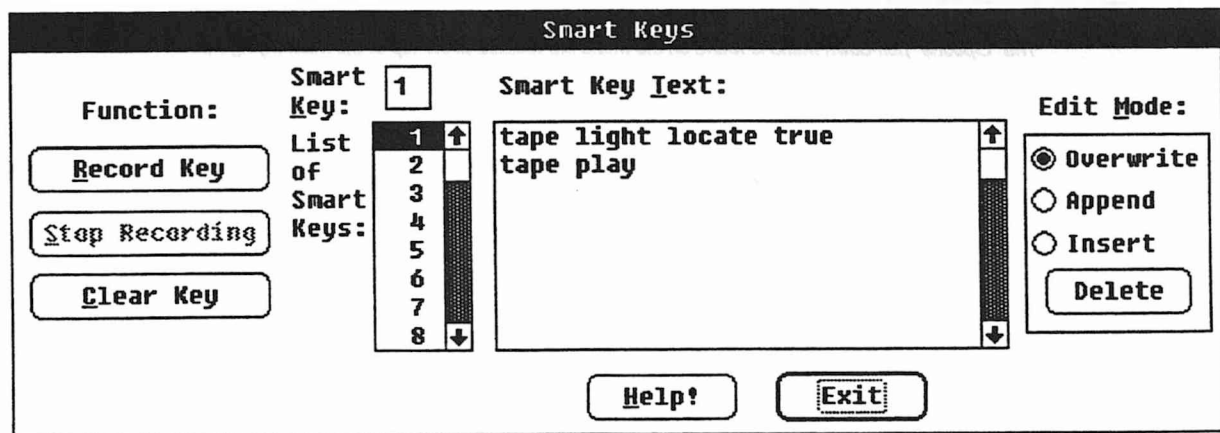 Smart Keys
Function:
Record Key
Stop Recording
Clear Key
Smart
Key:
1
List
of
Smart
Keys:
1
2
3
4
5
6
7
8
Smart Key Text:
tape light locate true
tape play
Edit Mode:
Overwrite
Append
Insert
Delete
Help!
Exit